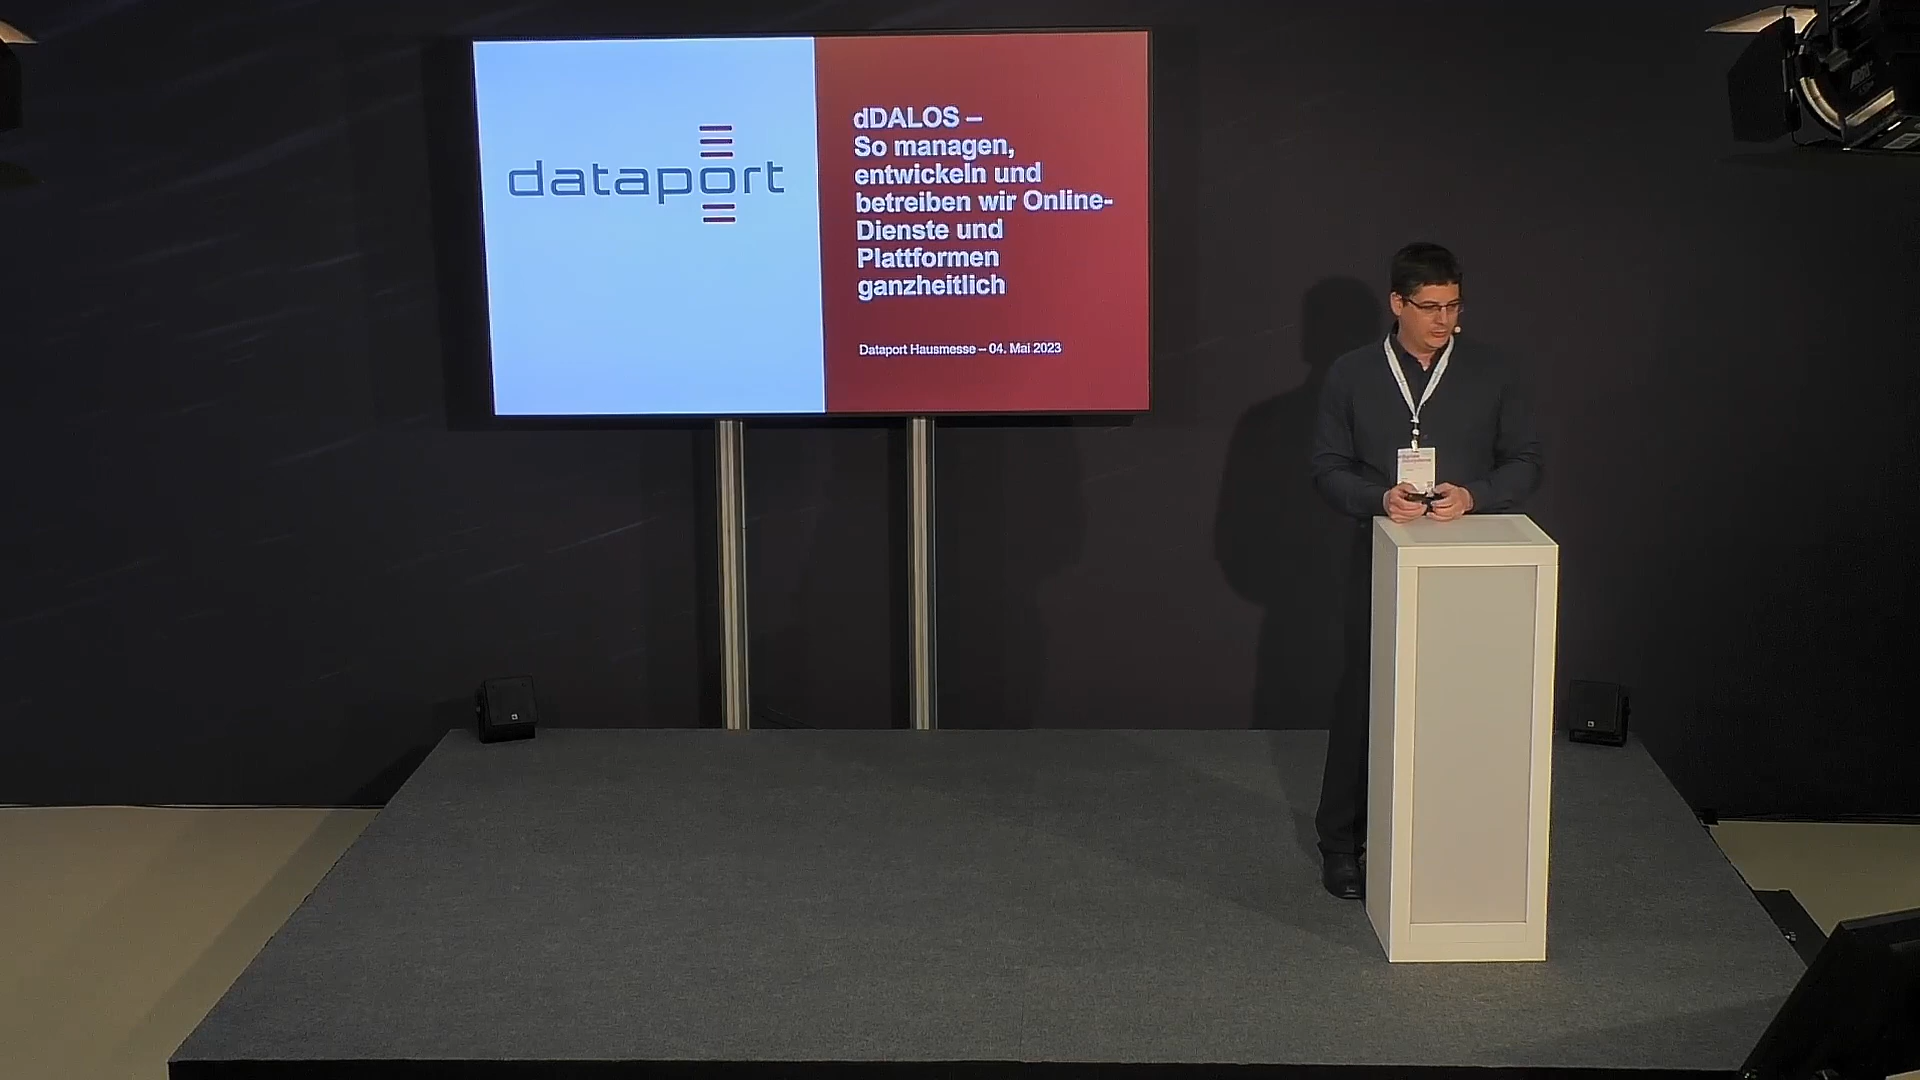 dataport
dDALOS –
So managen,
entwickeln und
betreiben wir Online-
Dienste und
Plattformen
ganzheitlich
Dataport Hausmesse – 04. Mai 2023